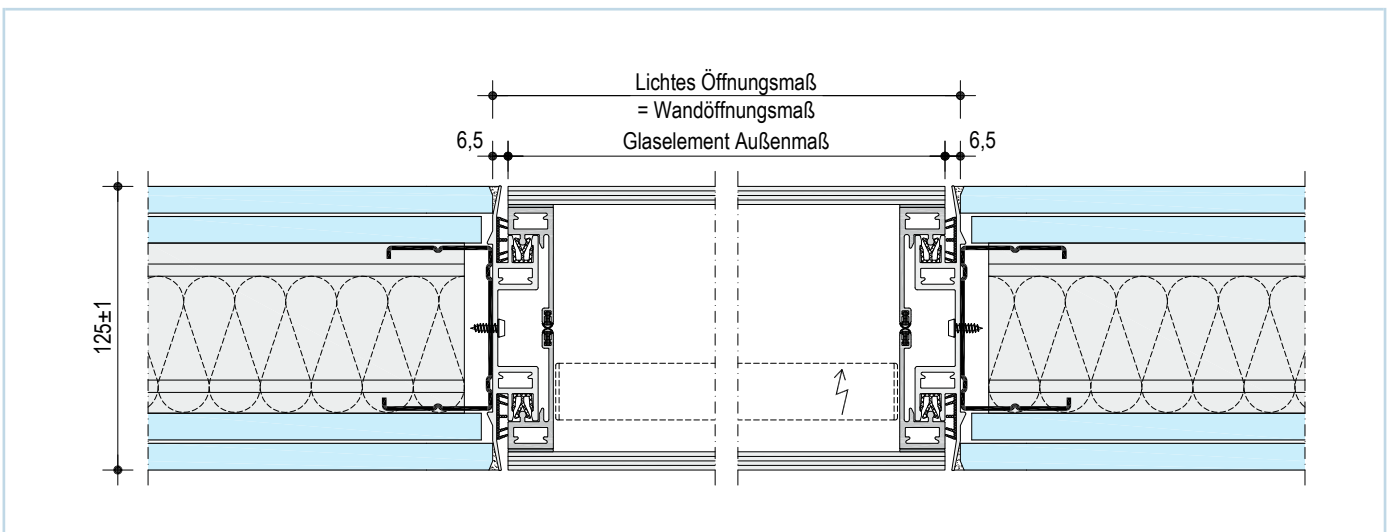 Lichtes Öffnungsmaß
= Wandöffnungsmaß
6,5
Glaselement Außenmaß
6,5
125±1